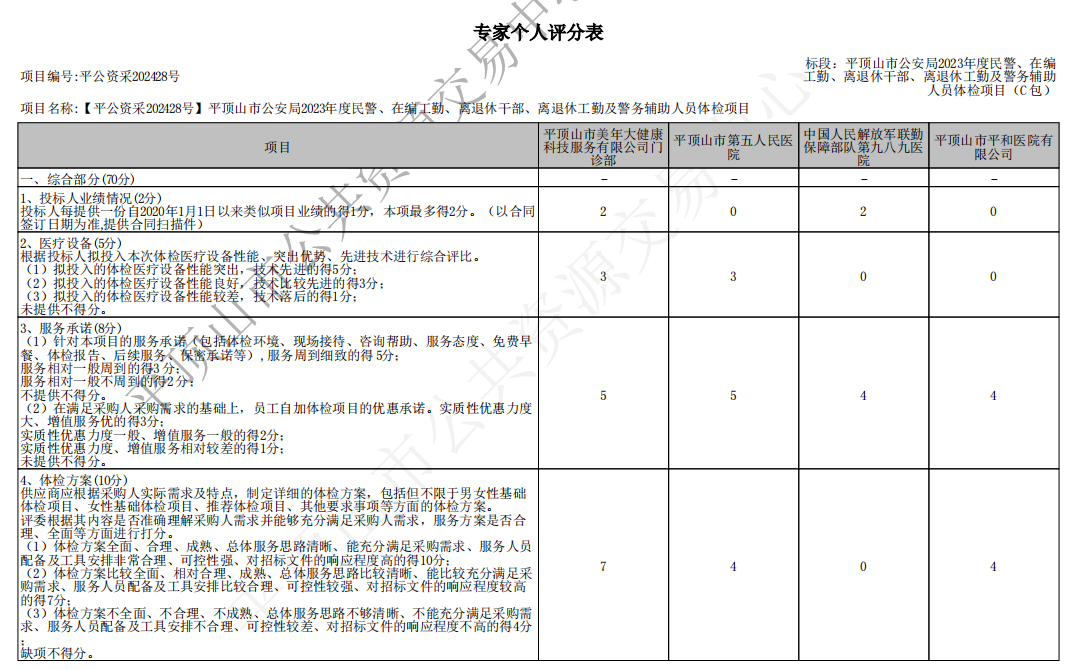 专家个人评分表
项目编号:平公资采202428号
标段：平顶山市公安局2023年度民警、在编
工勤、离退休干部、离退休工勤及警务辅助
人员体检项目（C包）
项目名称:【平公资采202428号】平顶山市公安局2023年度民警、在编工勤、离退休干部、离退休工勤及警务辅助人员体检项目
项目
平顶山市美年大健康
科技服务有限公司门
诊部
平顶山市第五人民医
院
中国人民解放军联勤
保障部队第九八九医
院
平顶山市平和医院有
限公司
一、综合部分(70分) － － － －
1、投标人业绩情况(2分)
投标人每提供一份自2020年1月1日以来类似项目业绩的得1分，本项最多得2分。（以合同
签订日期为准,提供合同扫描件）
2 0 2 0
2、医疗设备(5分)
根据投标人拟投入本次体检医疗设备性能、突出优势、先进技术进行综合评比。
（1）拟投入的体检医疗设备性能突出，技术先进的得5分；
（2）拟投入的体检医疗设备性能良好，技术比较先进的得3分；
（3）拟投入的体检医疗设备性能较差，技术落后的得1分；
未提供不得分。
3 3 0 0
3、服务承诺(8分)
（1）针对本项目的服务承诺（包括体检环境、现场接待、咨询帮助、服务态度、免费早
餐、体检报告、后续服务、保密承诺等）,服务周到细致的得 5分；
服务相对一般周到的得3 分；
服务相对一般不周到的得2 分；
不提供不得分。
（2）在满足采购人采购需求的基础上，员工自加体检项目的优惠承诺。实质性优惠力度
大、增值服务优的得3分；
实质性优惠力度一般、增值服务一般的得2分；
实质性优惠力度、增值服务相对较差的得1分；
未提供不得分。
5 5 4 4
4、体检方案(10分)
供应商应根据采购人实际需求及特点，制定详细的体检方案，包括但不限于男女性基础
体检项目、女性基础体检项目、推荐体检项目、其他要求事项等方面的体检方案。
评委根据其内容是否准确理解采购人需求并能够充分满足采购人需求，服务方案是否合
理、全面等方面进行打分。
（1）体检方案全面、合理、成熟、总体服务思路清晰、能充分满足采购需求、服务人员
配备及工具安排非常合理、可控性强、对招标文件的响应程度高的得10分；
（2）体检方案比较全面、相对合理、成熟、总体服务思路比较清晰、能比较充分满足采
购需求、服务人员配备及工具安排比较合理、可控性较强、对招标文件的响应程度较高
的得7分；
（3）体检方案不全面、不合理、不成熟、总体服务思路不够清晰、不能充分满足采购需
求、服务人员配备及工具安排不合理、可控性较差、对招标文件的响应程度不高的得4分
；
缺项不得分。
7 4 0 4
平顶山市公共资源交易中心
平顶山市公共资源交易中心